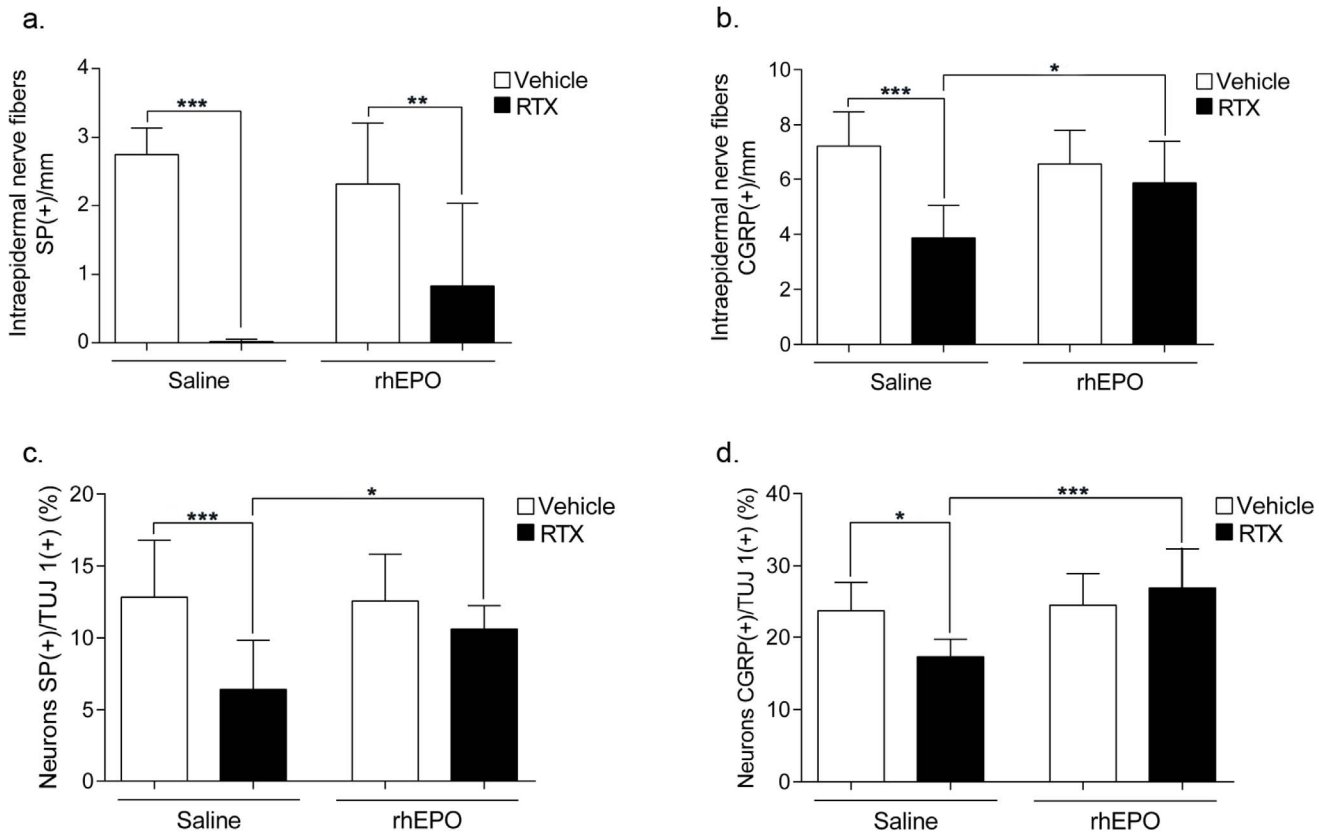 a.
Intraepidermal nerve fibers
SP(+)/mm
4
3
2
1
0
***
**
Vehicle
RTX
Saline
rhEPO
b.
Intraepidermal nerve fibers
CGRP(+)/mm
10
8
6
4
2
0
***
*
Vehicle
RTX
Saline
rhEPO
c.
Neurons SP(+)/TUJ 1(+) (%)
20
15
10
5
0
***
*
Vehicle
RTX
Saline
rhEPO
d.
Neurons CGRP(+)/TUJ 1(+) (%)
40
30
20
10
0
*
***
Vehicle
RTX
Saline
rhEPO